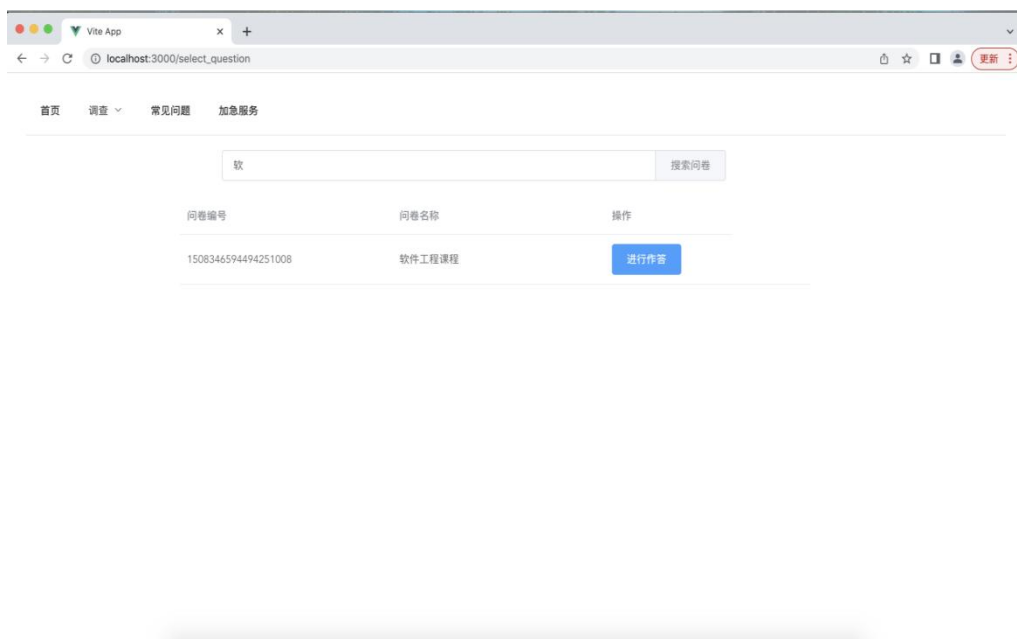 Vite App
localhost:3000/select_question
更新
首页 调查 常见问题 加急服务
软 搜索问卷
问卷编号 问卷名称 操作
1508346594494251008 软件工程课程 进行作答